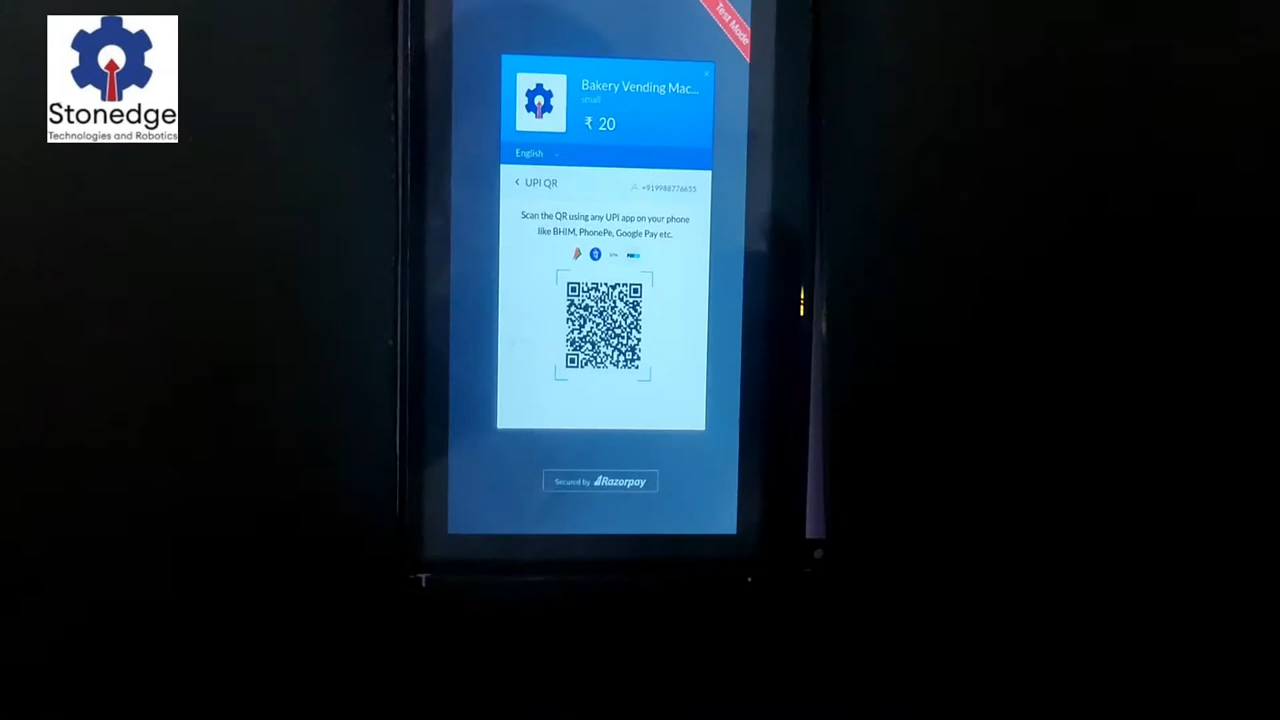 Stonedge
Technologies and Robotics
Test Mode
Bakery Vending Mac...
small
₹ 20
English
UPI QR
+919988776655
Scan the QR using any UPI app on your phone
like BHIM, PhonePe, Google Pay etc.
Secured by Razorpay